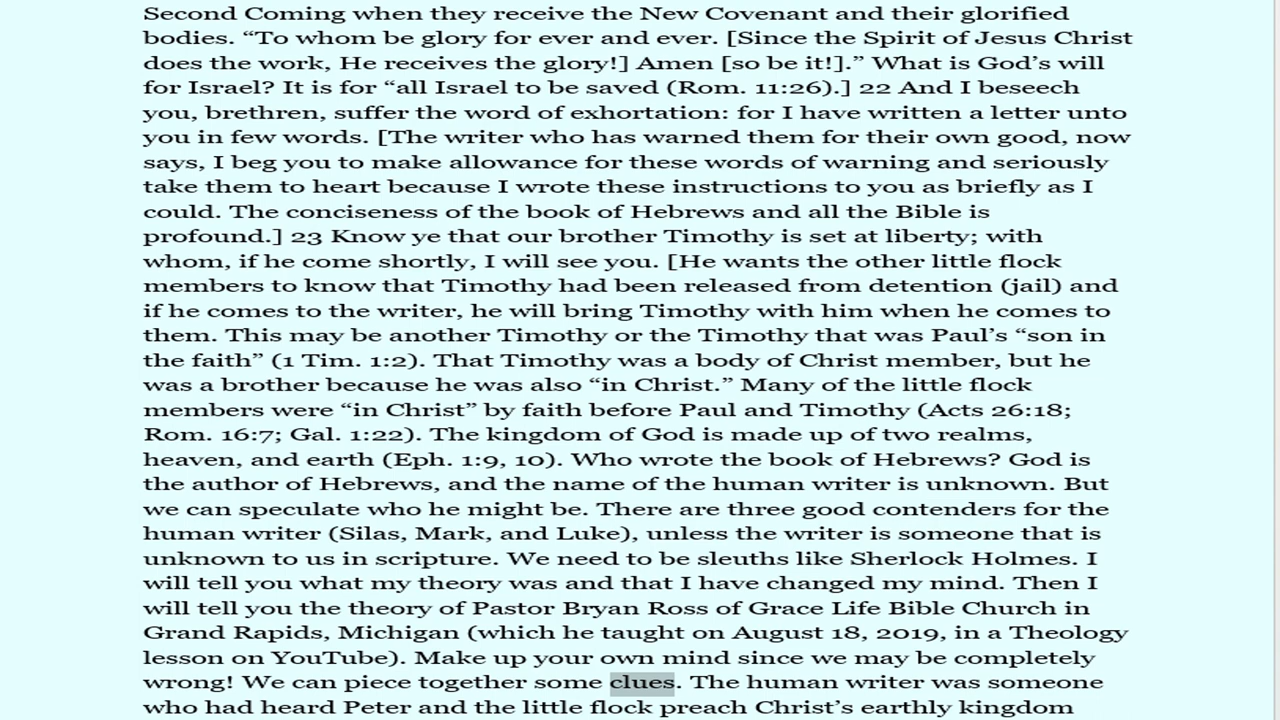 Second Coming when they receive the New Covenant and their glorified
bodies. “To whom be glory for ever and ever. [Since the Spirit of Jesus Christ
does the work, He receives the glory!] Amen [so be it!].” What is God’s will
for Israel? It is for “all Israel to be saved (Rom. 11:26).] 22 And I beseech
you, brethren, suffer the word of exhortation: for I have written a letter unto
you in few words. [The writer who has warned them for their own good, now
says, I beg you to make allowance for these words of warning and seriously
take them to heart because I wrote these instructions to you as briefly as I
could. The conciseness of the book of Hebrews and all the Bible is
profound.] 23 Know ye that our brother Timothy is set at liberty; with
whom, if he come shortly, I will see you. [He wants the other little flock
members to know that Timothy had been released from detention (jail) and
if he comes to the writer, he will bring Timothy with him when he comes to
them. This may be another Timothy or the Timothy that was Paul’s “son in
the faith” (1 Tim. 1:2). That Timothy was a body of Christ member, but he
was a brother because he was also “in Christ.” Many of the little flock
members were “in Christ” by faith before Paul and Timothy (Acts 26:18;
Rom. 16:7; Gal. 1:22). The kingdom of God is made up of two realms,
heaven, and earth (Eph. 1:9, 10). Who wrote the book of Hebrews? God is
the author of Hebrews, and the name of the human writer is unknown. But
we can speculate who he might be. There are three good contenders for the
human writer (Silas, Mark, and Luke), unless the writer is someone that is
unknown to us in scripture. We need to be sleuths like Sherlock Holmes. I
will tell you what my theory was and that I have changed my mind. Then I
will tell you the theory of Pastor Bryan Ross of Grace Life Bible Church in
Grand Rapids, Michigan (which he taught on August 18, 2019, in a Theology
lesson on YouTube). Make up your own mind since we may be completely
wrong! We can piece together some clues. The human writer was someone
who had heard Peter and the little flock preach Christ’s earthly kingdom